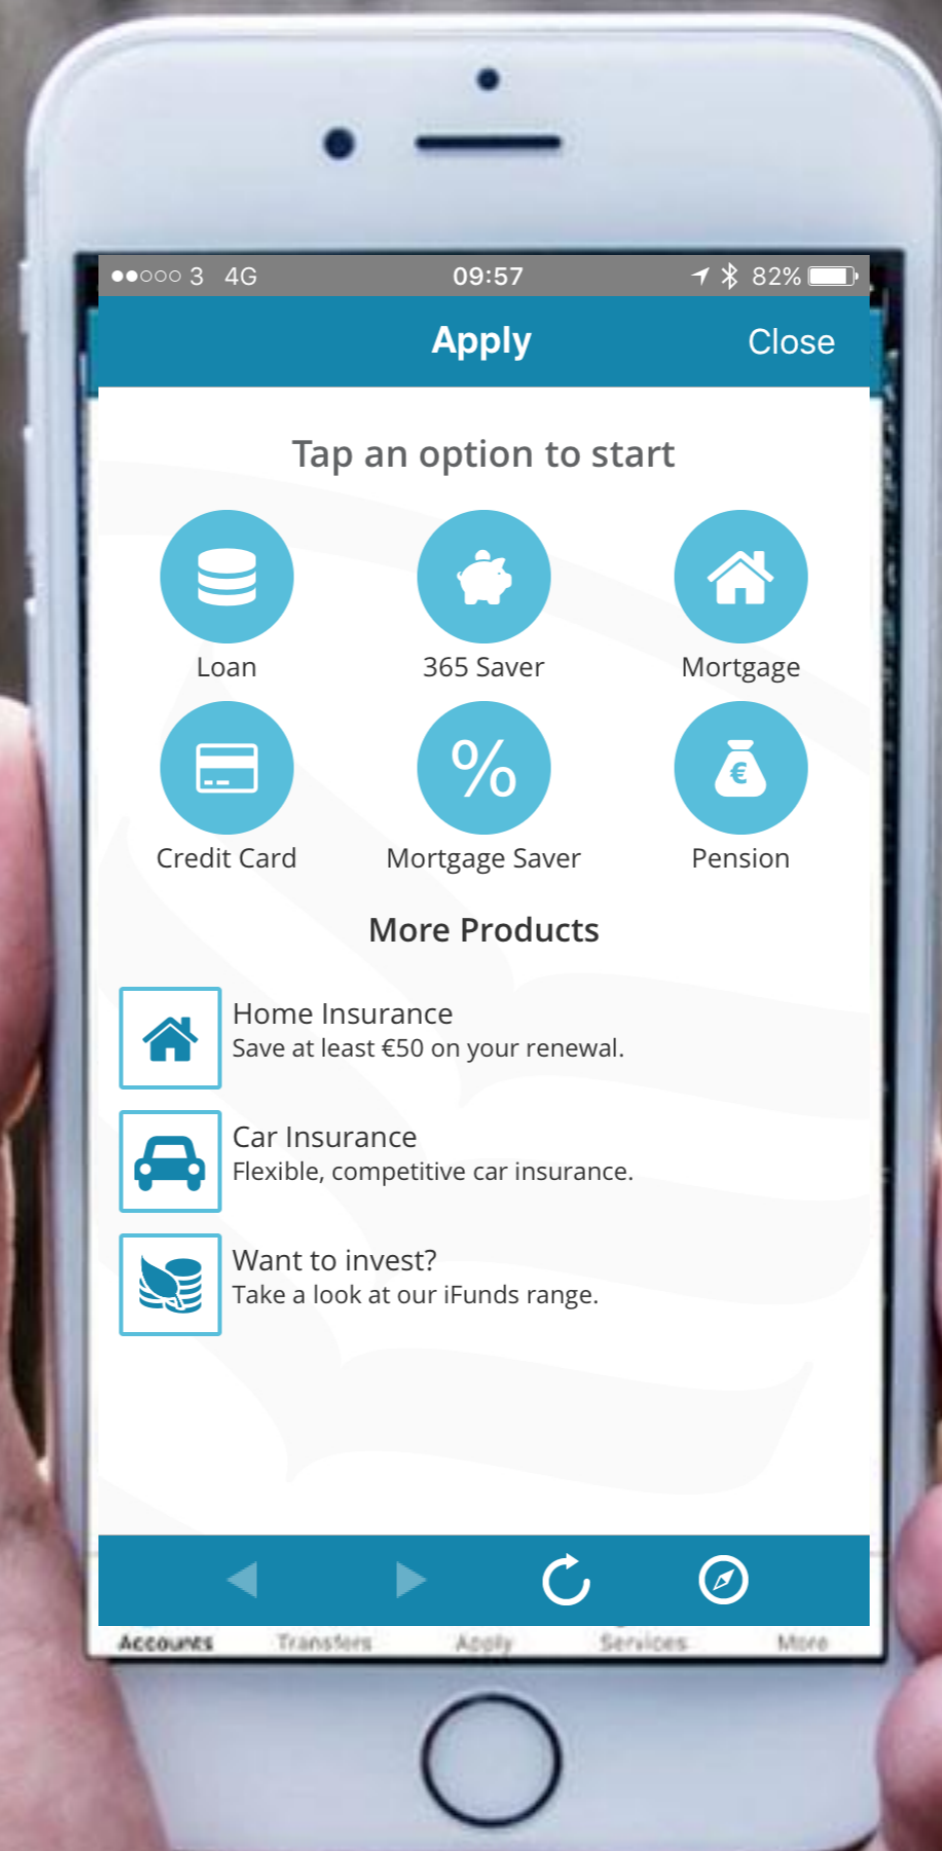 3 4G 09:57 82%
Apply Close
Tap an option to start
Loan 365 Saver Mortgage
%
€
Credit Card Mortgage Saver Pension
More Products
Home Insurance
Save at least €50 on your renewal.
Car Insurance
Flexible, competitive car insurance.
Want to invest?
Take a look at our iFunds range.
Accounts Transfers Apply Services More